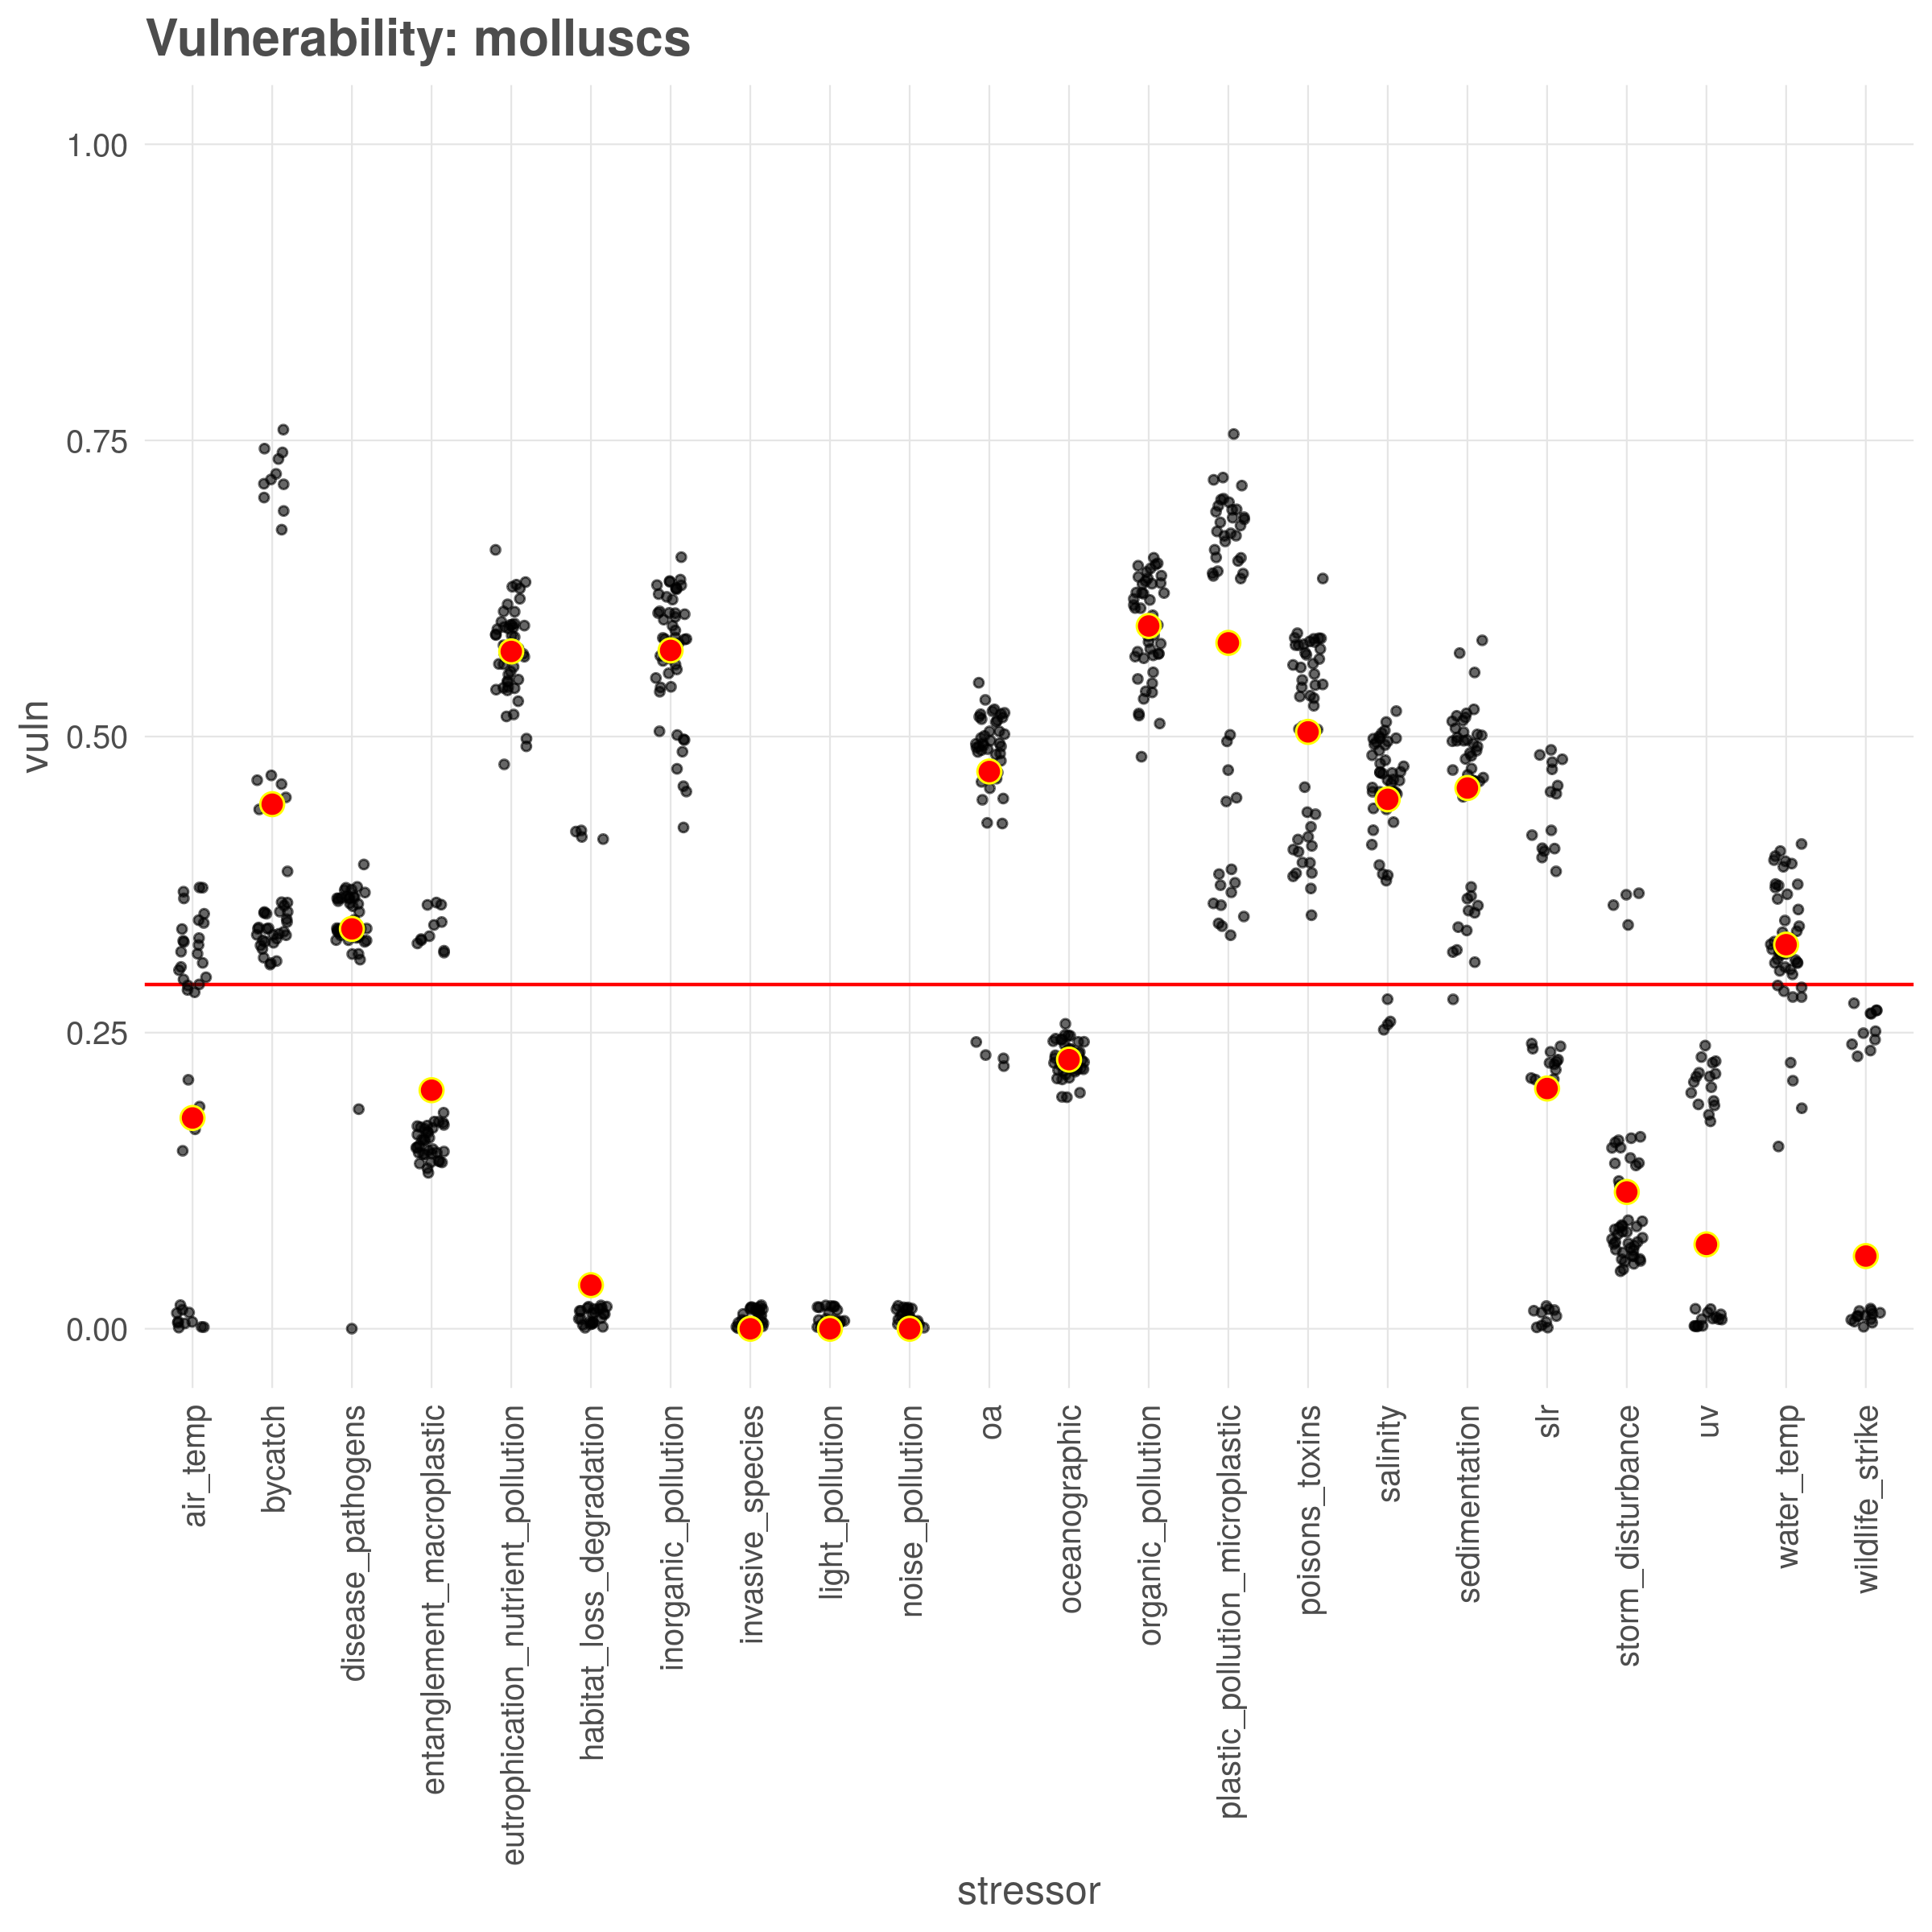 Vulnerability: molluscs
1.00
0.75
0.50
0.25
0.00
vuln
air_temp
bycatch
disease_pathogens
entanglement_macroplastic
eutrophication_nutrient_pollution
habitat_loss_degradation
inorganic_pollution
invasive_species
light_pollution
noise_pollution
oa
oceanographic
organic_pollution
plastic_pollution_microplastic
poisons_toxins
salinity
sedimentation
slr
storm_disturbance
uv
water_temp
wildlife_strike
stressor